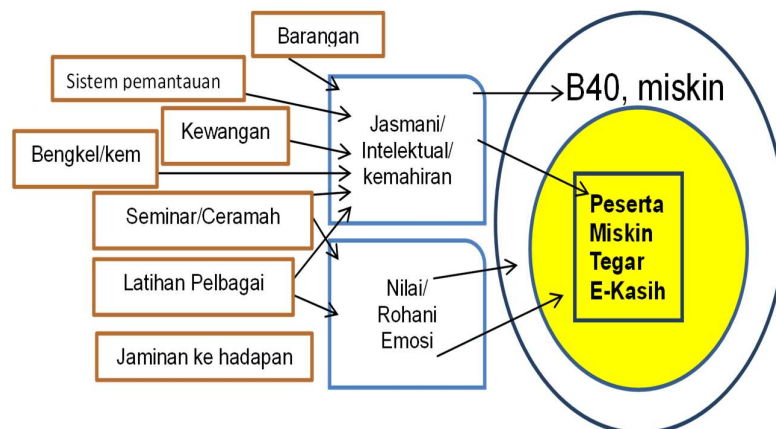 Barangan
Sistem pemantauan
Kewangan
Bengkel/kem
Seminar/Ceramah
Latihan Pelbagai
Jaminan ke hadapan
Jasmani/
Intelektual/
kemahiran
Nilai/
Rohani
Emosi
B40, miskin
Peserta
Miskin
Tegar
E-Kasih